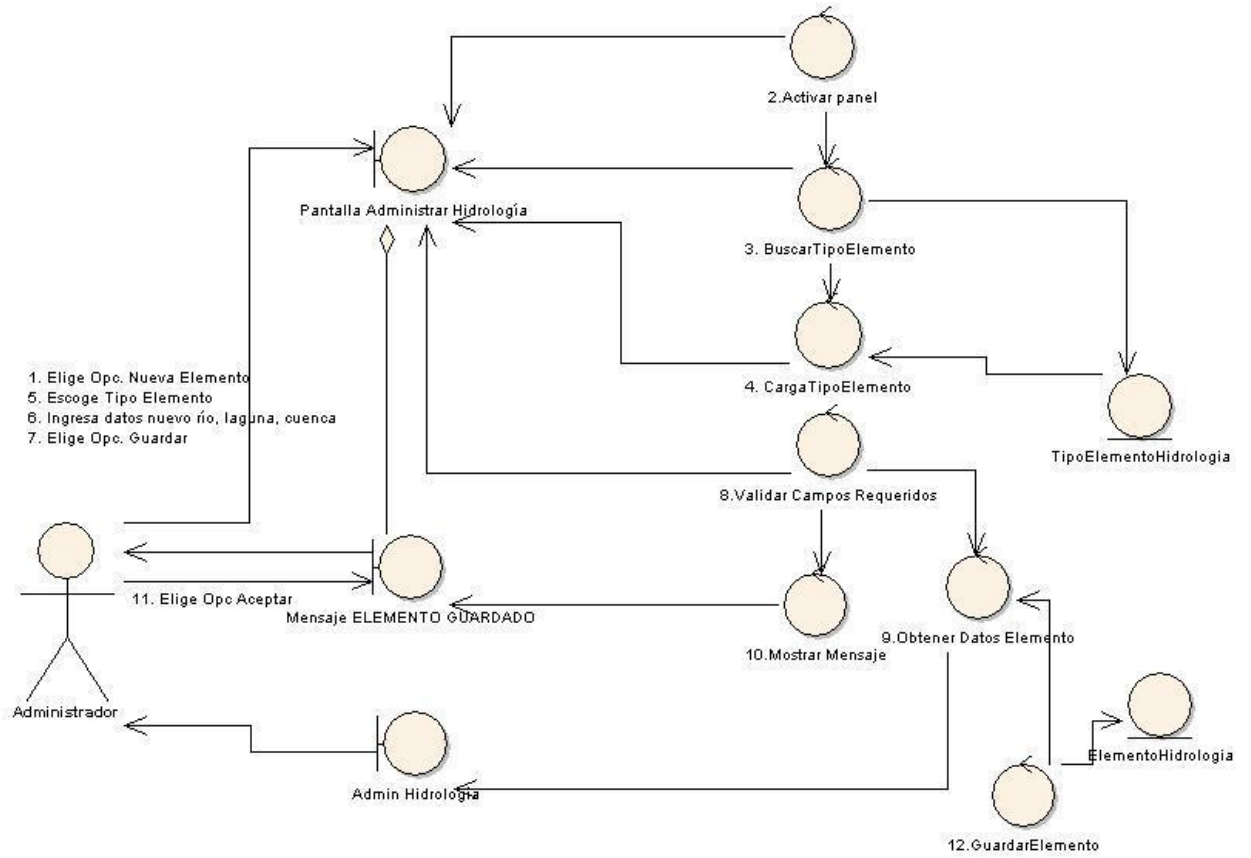 2.Activar panel
Pantalla Administrar Hidrología
3. BuscarTipoElemento
1. Elige Opc. Nueva Elemento
5. Escoge Tipo Elemento
6. Ingresa datos nuevo río, laguna, cuenca
7. Elige Opc. Guardar
4. CargaTipoElemento
TipoElementoHidrologia
8.Validar Campos Requeridos
11. Elige Opc Aceptar
Mensaje ELEMENTO GUARDADO
9.Obtener Datos Elemento
10.Mostrar Mensaje
Administrador
ElementoHidrologia
Admin Hidrologia
12.GuardarElemento